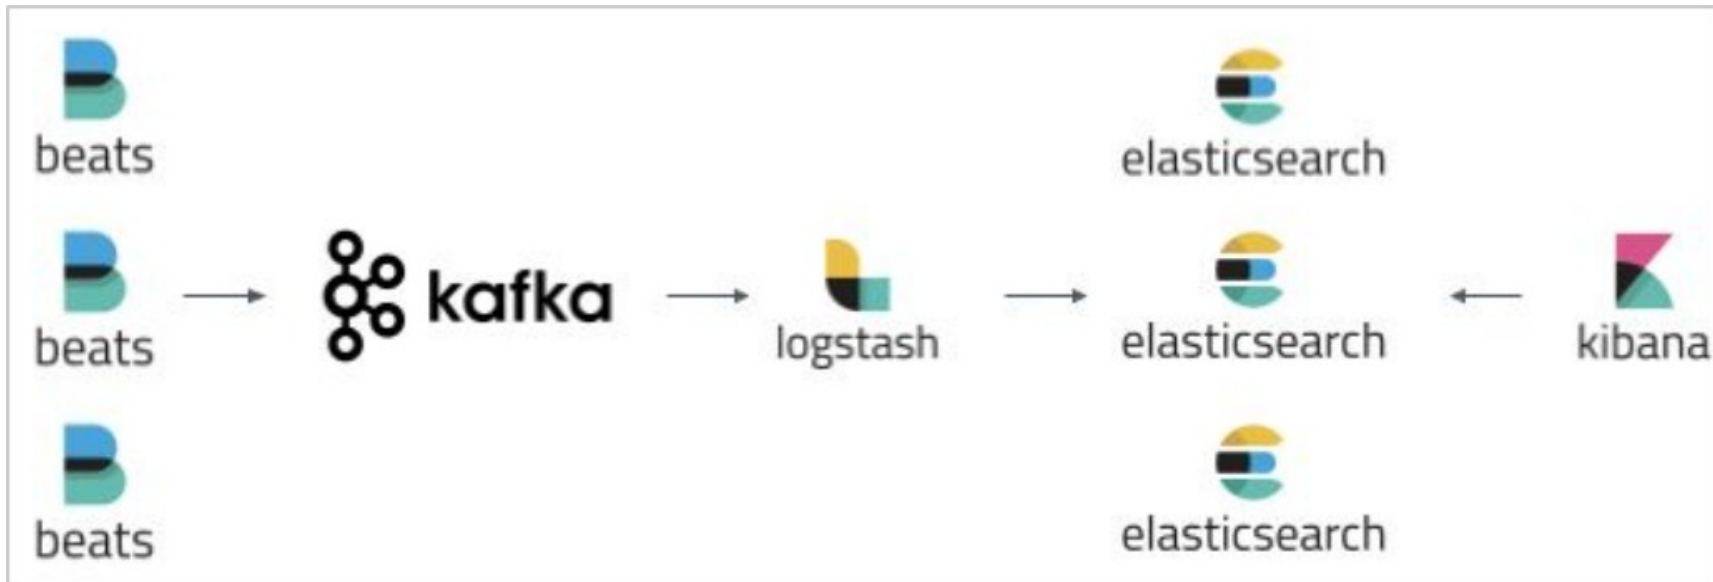 beats
elasticsearch
beats
kafka
logstash
elasticsearch
kibana
beats
elasticsearch